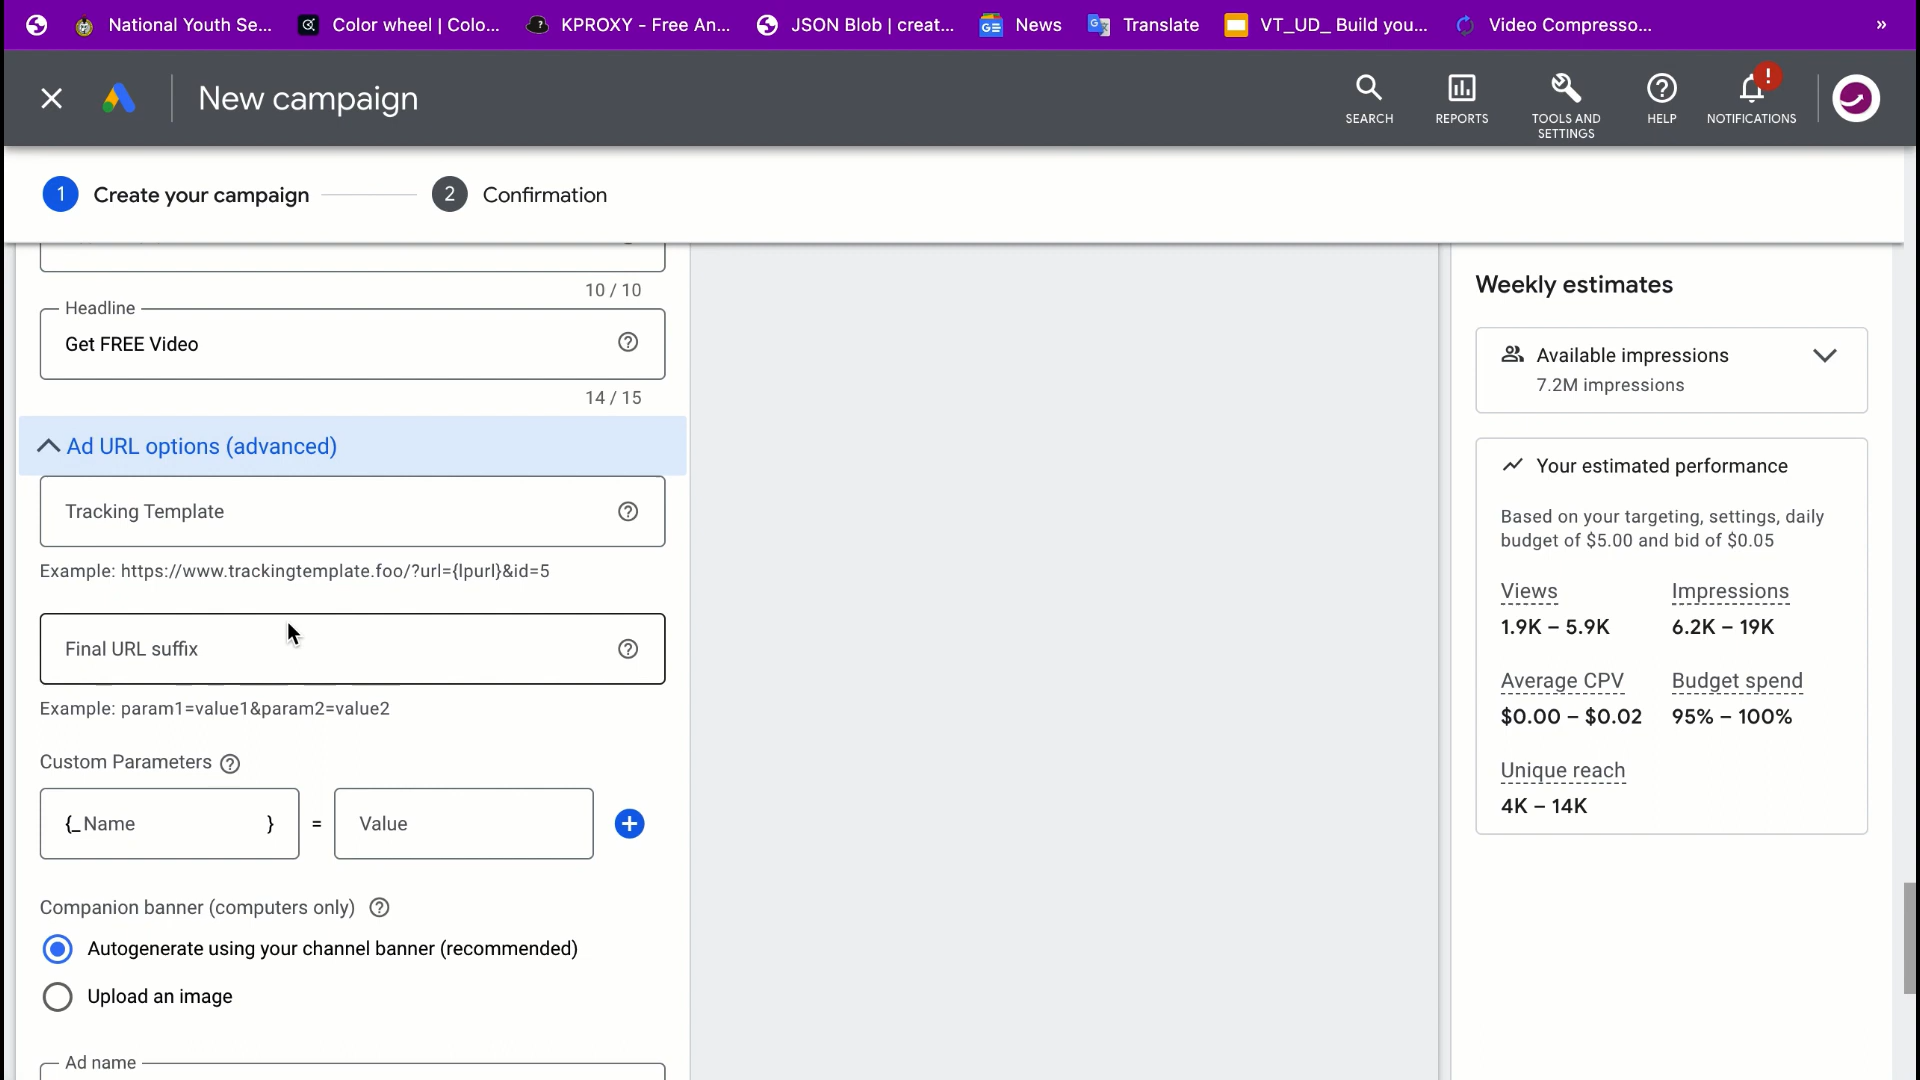 National Youth Se...
Color wheel | Colo...
KPROXY - Free An...
JSON Blob | creat...
News
Translate
VT_UD_ Build you...
Video Compresso...
»
New campaign
SEARCH
REPORTS
TOOLS AND
SETTINGS
HELP
!
NOTIFICATIONS
1 Create your campaign
2 Confirmation
10 / 10
Headline
Get FREE Video
14 / 15
Ad URL options (advanced)
Tracking Template
Example: https://www.trackingtemplate.foo/?url={lpurl}&id=5
Final URL suffix
Example: param1=value1&param2=value2
Custom Parameters
{_ Name } = Value
Companion banner (computers only)
Autogenerate using your channel banner (recommended)
Upload an image
Ad name
Weekly estimates
Available impressions
7.2M impressions
Your estimated performance
Based on your targeting, settings, daily
budget of $5.00 and bid of $0.05
Views Impressions
1.9K – 5.9K 6.2K – 19K
Average CPV Budget spend
$0.00 – $0.02 95% – 100%
Unique reach
4K – 14K